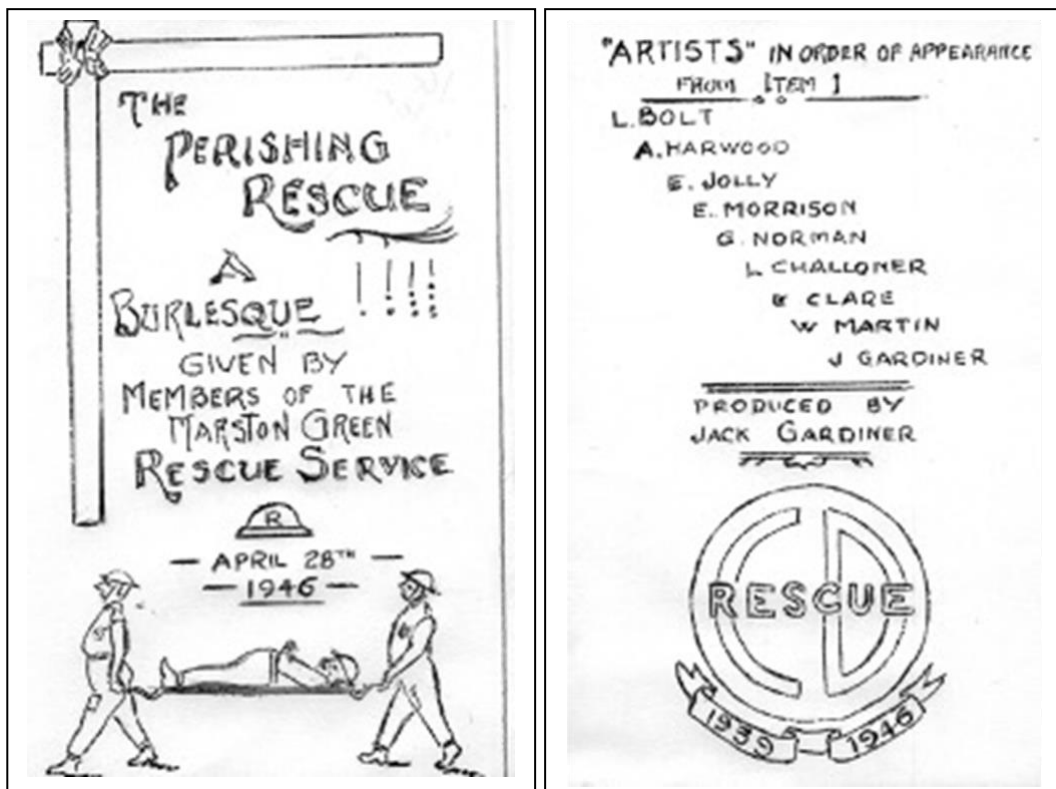 THE
PERISHING
RESCUE
A
BURLESQUE !!!!
GIVEN BY
MEMBERS OF THE
MARSTON GREEN
RESCUE SERVICE
R
— APRIL 28TH —
— 1946 —
"ARTISTS" IN ORDER OF APPEARANCE
FROM ITEM 1
L. BOLT
A. HARWOOD
E. JOLLY
E. MORRISON
G. NORMAN
L CHALLONER
CLARE
W MARTIN
J GARDINER
PRODUCED BY
JACK GARDINER
CD
RESCUE
1939 1946